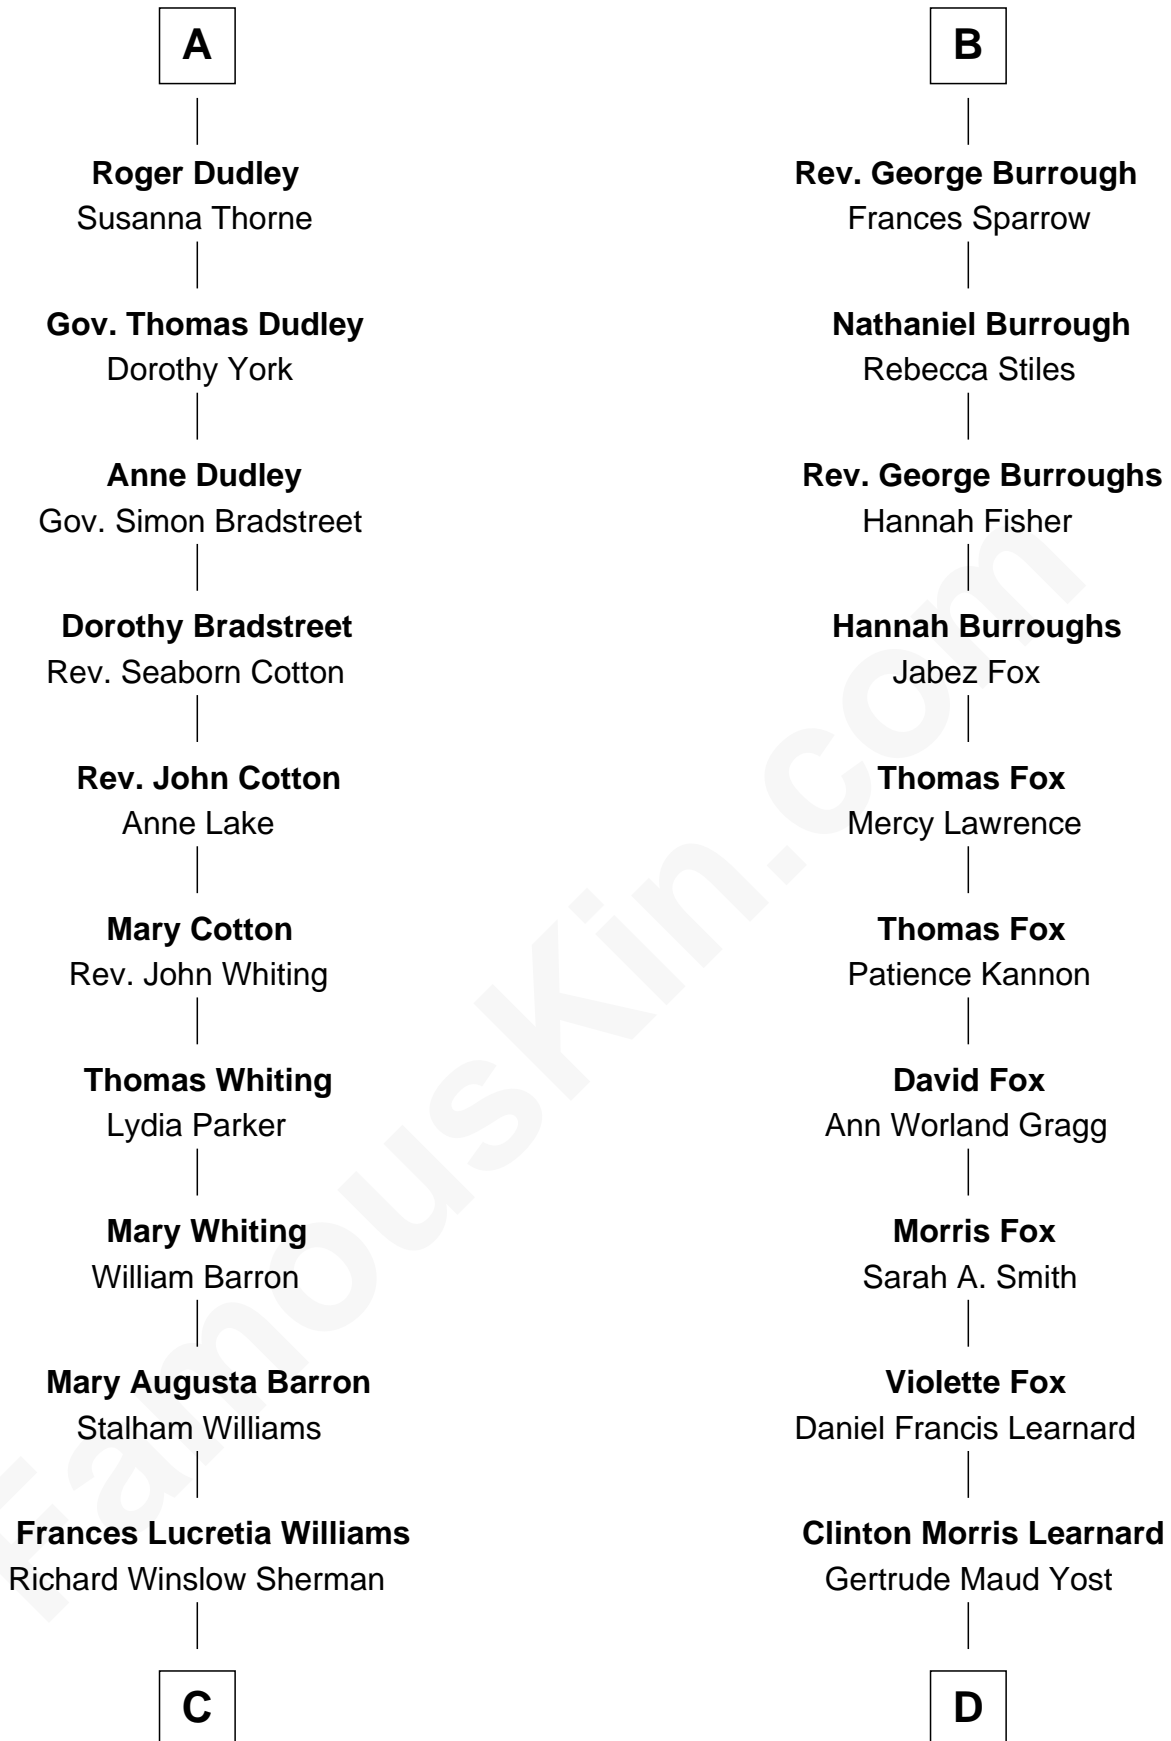 A
Roger Dudley
Susanna Thorne
Gov. Thomas Dudley
Dorothy York
Anne Dudley
Gov. Simon Bradstreet
Dorothy Bradstreet
Rev. Seaborn Cotton
Rev. John Cotton
Anne Lake
Mary Cotton
Rev. John Whiting
Thomas Whiting
Lydia Parker
Mary Whiting
William Barron
Mary Augusta Barron
Stalham Williams
Frances Lucretia Williams
Richard Winslow Sherman
C
B
Rev. George Burrough
Frances Sparrow
Nathaniel Burrough
Rebecca Stiles
Rev. George Burroughs
Hannah Fisher
Hannah Burroughs
Jabez Fox
Thomas Fox
Mercy Lawrence
Thomas Fox
Patience Kannon
David Fox
Ann Worland Gragg
Morris Fox
Sarah A. Smith
Violette Fox
Daniel Francis Learnard
Clinton Morris Learnard
Gertrude Maud Yost
D
FamousKin.com